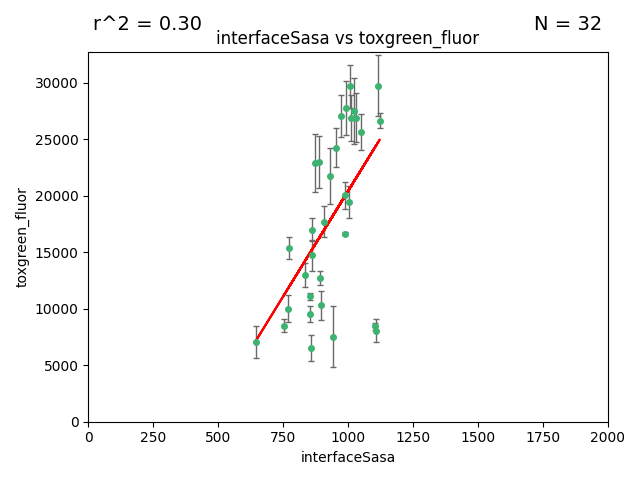 r^2 = 0.30
N = 32
interfaceSasa vs toxgreen_fluor
30000
25000
20000
15000
10000
5000
0
toxgreen_fluor
0 250 500 750 1000 1250 1500 1750 2000
interfaceSasa